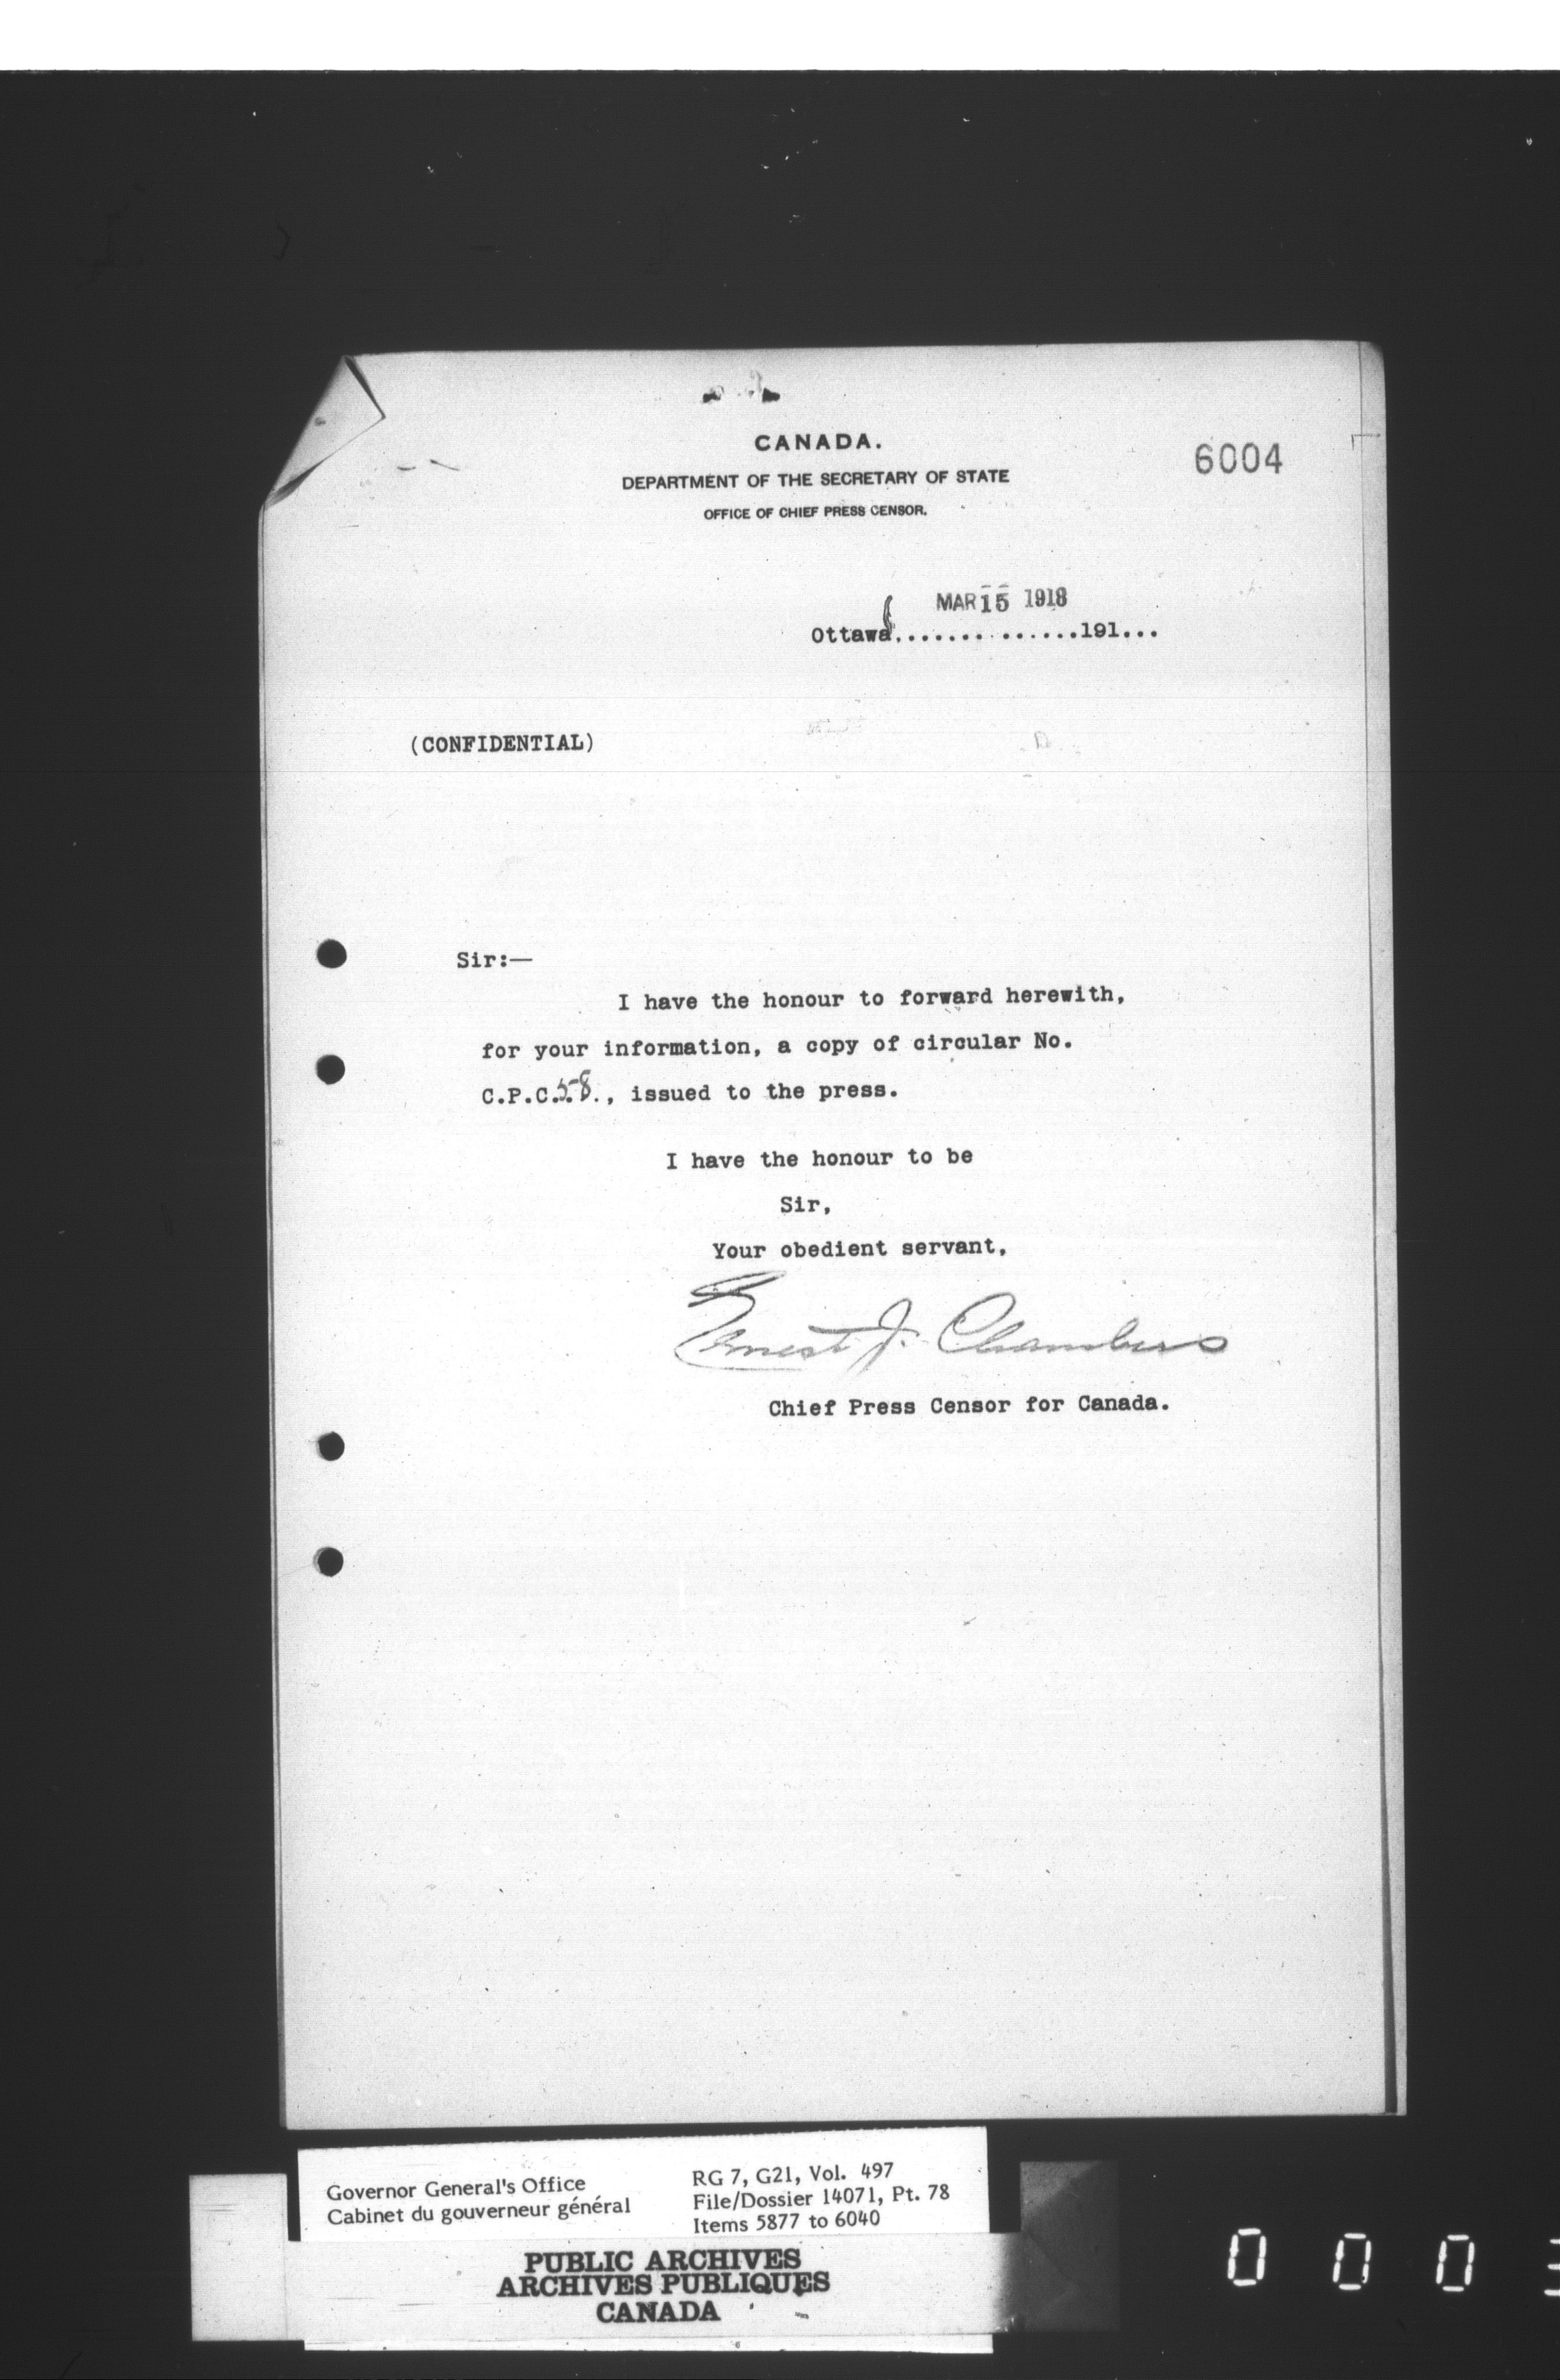 CANADA.
6004
DEPARTMENT OF THE SECRETARY OF STATE
OFFICE OF CHIEF PRESS CENSOR.
MAR 15 1918
Ottawa,..............191...
(CONFIDENTIAL)
Sir:—
I have the honour to forward herewith,
for your information, a copy of circular No.
C.P.C.58., issued to the press.
I have the honour to be
Sir,
Your obedient servant,
Ernest J. Chambers
Chief Press Censor for Canada.
Governor General's Office
Cabinet du gouverneur général
RG 7, G21, Vol. 497
File/Dossier 14071, Pt. 78
Items 5877 to 6040
PUBLIC ARCHIVES
ARCHIVES PUBLIQUES
CANADA
0 0 0